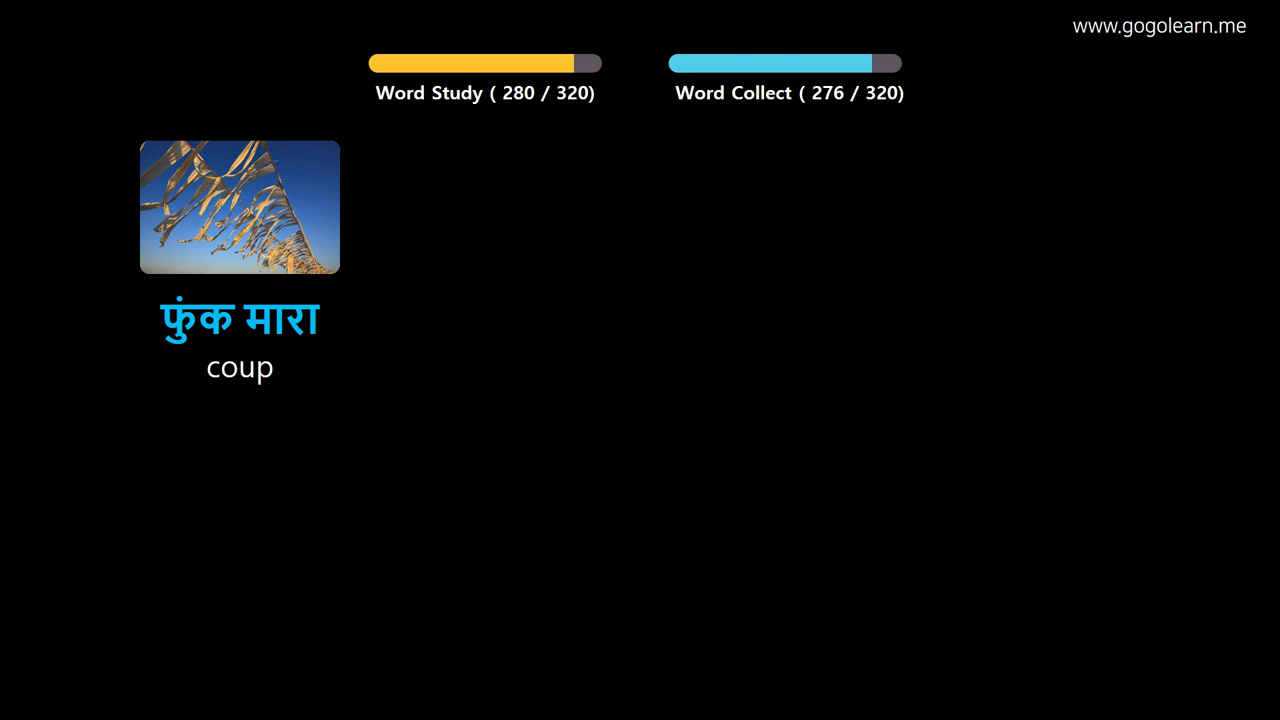 www.gogolearn.me
Word Study ( 280 / 320)
Word Collect ( 276 / 320)
फुंक मारा
coup